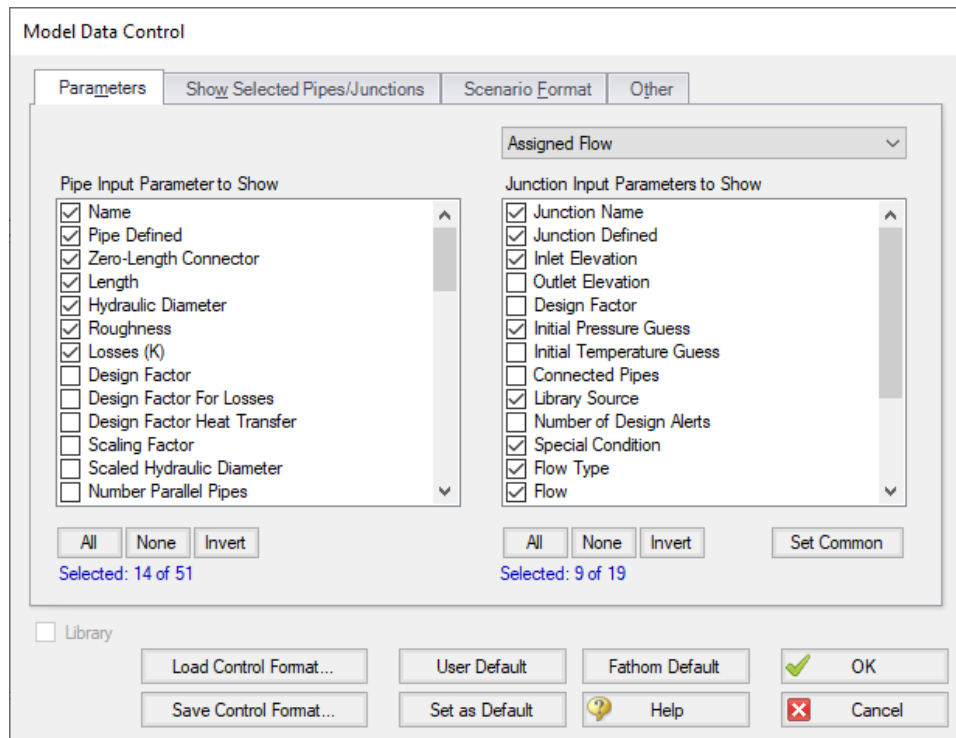 Model Data Control
Parameters
Show Selected Pipes/Junctions
Scenario Format
Other
Assigned Flow
Pipe Input Parameter to Show
Name
Pipe Defined
Zero-Length Connector
Length
Hydraulic Diameter
Roughness
Losses (K)
Design Factor
Design Factor For Losses
Design Factor Heat Transfer
Scaling Factor
Scaled Hydraulic Diameter
Number Parallel Pipes
All
None
Invert
Selected: 14 of 51
Junction Input Parameters to Show
Junction Name
Junction Defined
Inlet Elevation
Outlet Elevation
Design Factor
Initial Pressure Guess
Initial Temperature Guess
Connected Pipes
Library Source
Number of Design Alerts
Special Condition
Flow Type
Flow
All
None
Invert
Set Common
Selected: 9 of 19
Library
Load Control Format...
User Default
Fathom Default
OK
Save Control Format...
Set as Default
Help
Cancel